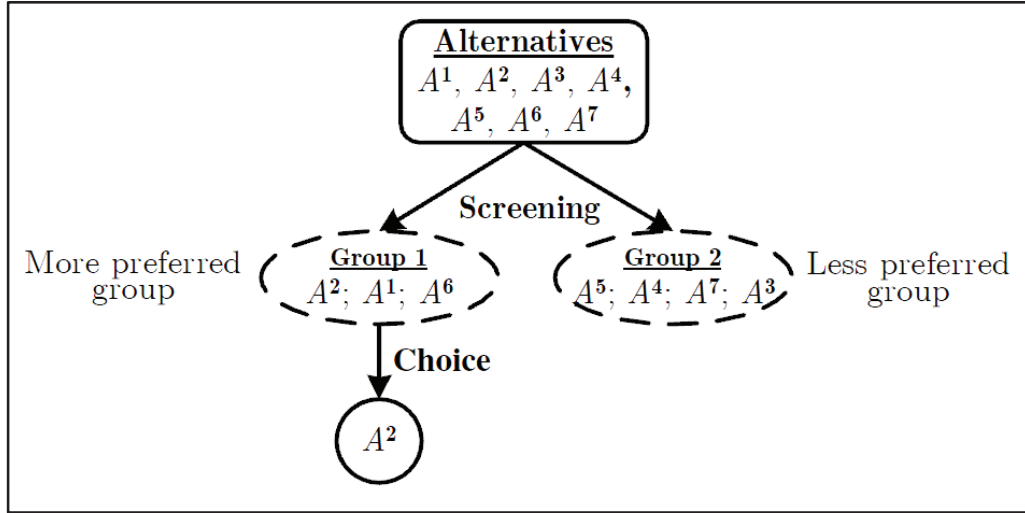 Alternatives
A¹, A², A³, A⁴,
A⁵, A⁶, A⁷
Screening
More preferred
group
Group 1
A²; A¹; A⁶
Group 2
A⁵; A⁴; A⁷; A³
Less preferred
group
Choice
A²